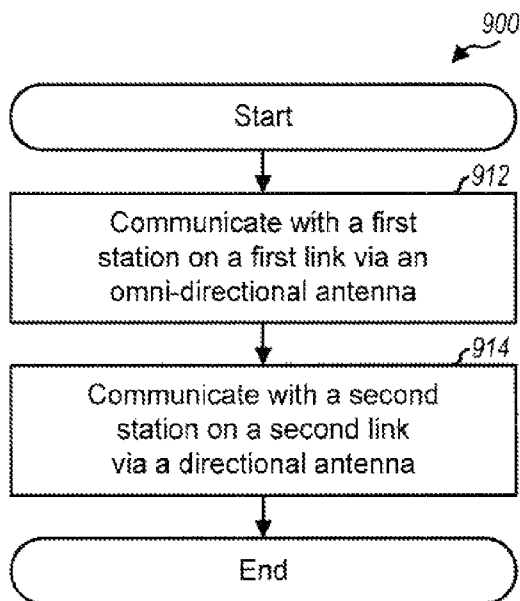 900
Start
912
Communicate with a first
station on a first link via an
omni-directional antenna
914
Communicate with a second
station on a second link
via a directional antenna
End